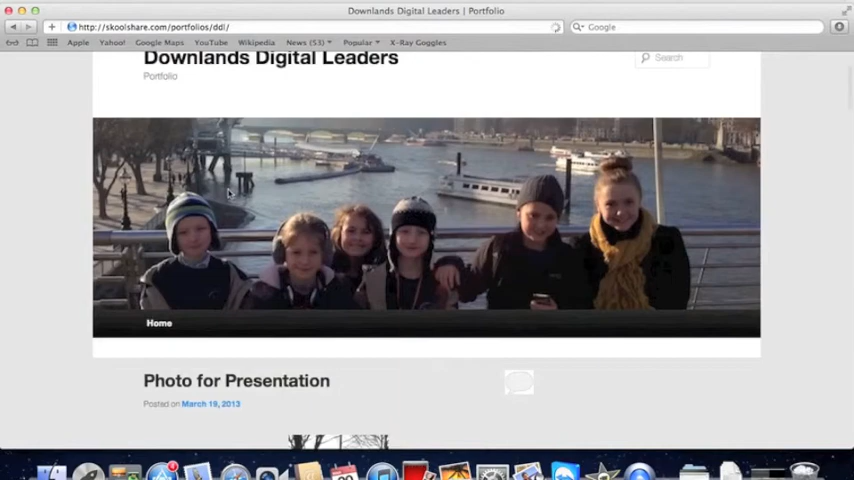 Downlands Digital Leaders | Portfolio
http://skoolshare.com/portfolios/ddl/
Google
Apple Yahoo! Google Maps YouTube Wikipedia News (53) Popular X-Ray Goggles
Downlands Digital Leaders
Portfolio
Search
Home
Photo for Presentation
Posted on March 19, 2013